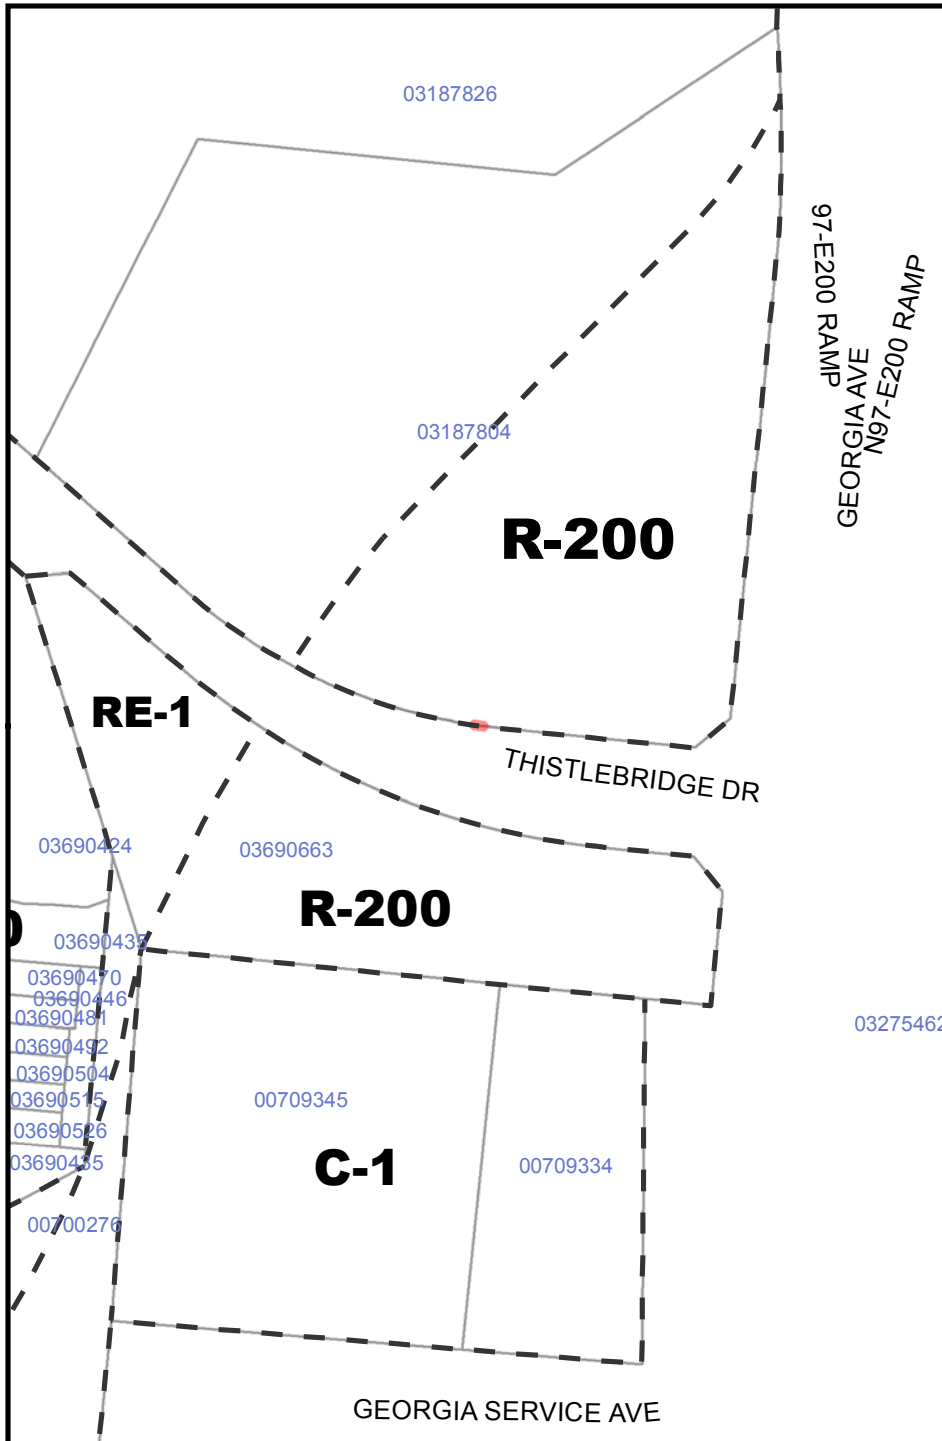 03187826
97-E200 RAMP
N97-E200 RAMP
GEORGIA AVE
03187804
R-200
RE-1
THISTLEBRIDGE DR
03690424
03690663
R-200
0
03690435
03690470
03690446
03690481
03275462
03690492
03690504
03690515
00709345
03690526
03690435
C-1
00709334
00700276
GEORGIA SERVICE AVE